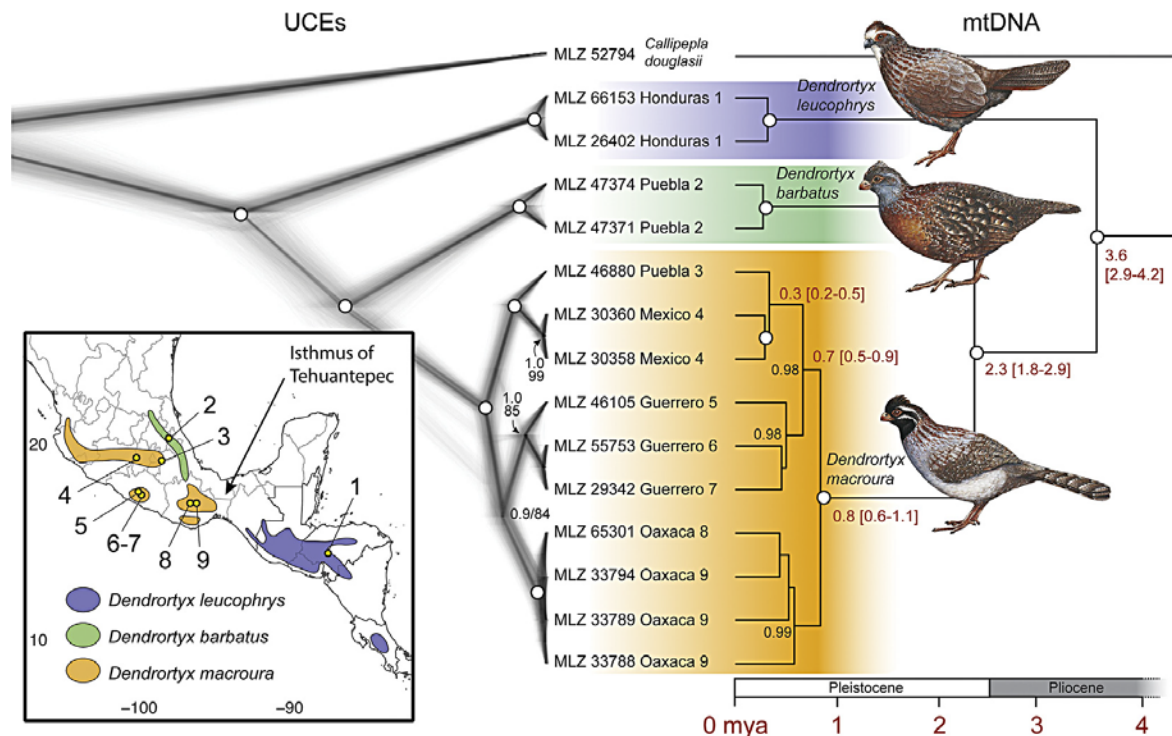 UCEs
mtDNA
MLZ 52794
Callipepla
douglasii
MLZ 66153 Honduras 1
MLZ 26402 Honduras 1
Dendrortyx
leucophrys
MLZ 47374 Puebla 2
MLZ 47371 Puebla 2
Dendrortyx
barbatus
MLZ 46880 Puebla 3
MLZ 30360 Mexico 4
MLZ 30358 Mexico 4
MLZ 46105 Guerrero 5
MLZ 55753 Guerrero 6
MLZ 29342 Guerrero 7
MLZ 65301 Oaxaca 8
MLZ 33794 Oaxaca 9
MLZ 33789 Oaxaca 9
MLZ 33788 Oaxaca 9
Dendrortyx
macroura
1.0
99
1.0
85
0.9/84
0.3 [0.2-0.5]
0.7 [0.5-0.9]
0.98
0.98
0.99
0.8 [0.6-1.1]
2.3 [1.8-2.9]
3.6
[2.9-4.2]
Isthmus of
Tehuantepec
20
10
2
3
4
5
6-7
8
9
1
Dendrortyx leucophrys
Dendrortyx barbatus
Dendrortyx macroura
−100
−90
Pleistocene
Pliocene
0 mya
1
2
3
4